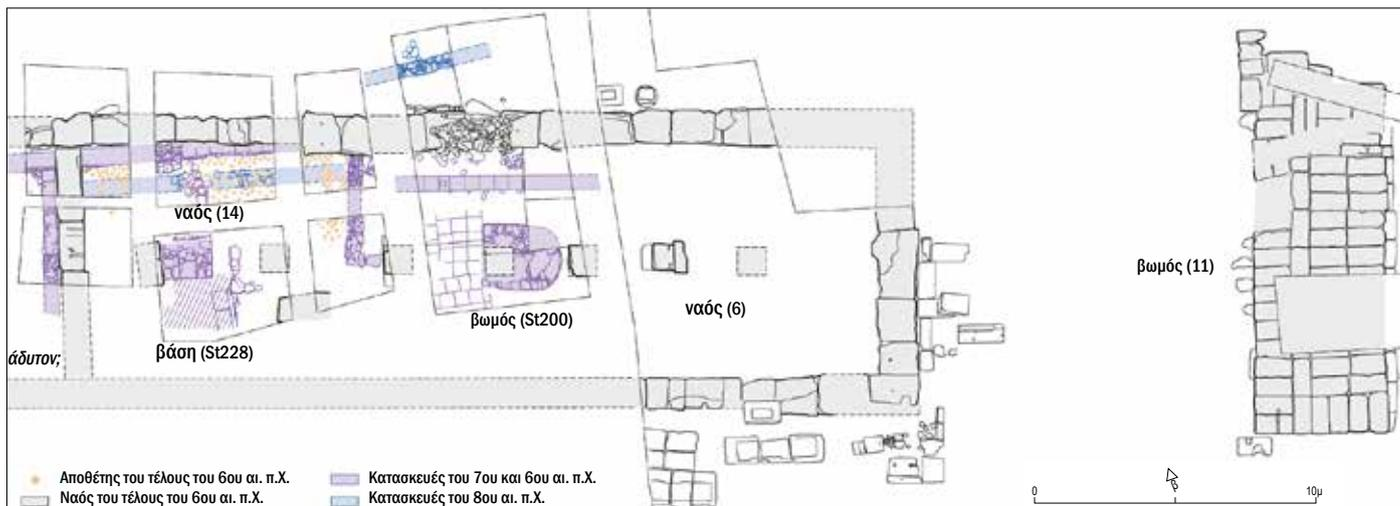 ναός (14)
βωμός (11)
ναός (6)
βωμός (St200)
βάση (St228)
άδυτον;
Αποθέτης του τέλους του 6ου αι. π.Χ.
Ναός του τέλους του 6ου αι. π.Χ.
Κατασκευές του 7ου και 6ου αι. π.Χ.
Κατασκευές του 8ου αι. π.Χ.
β
0 10μ